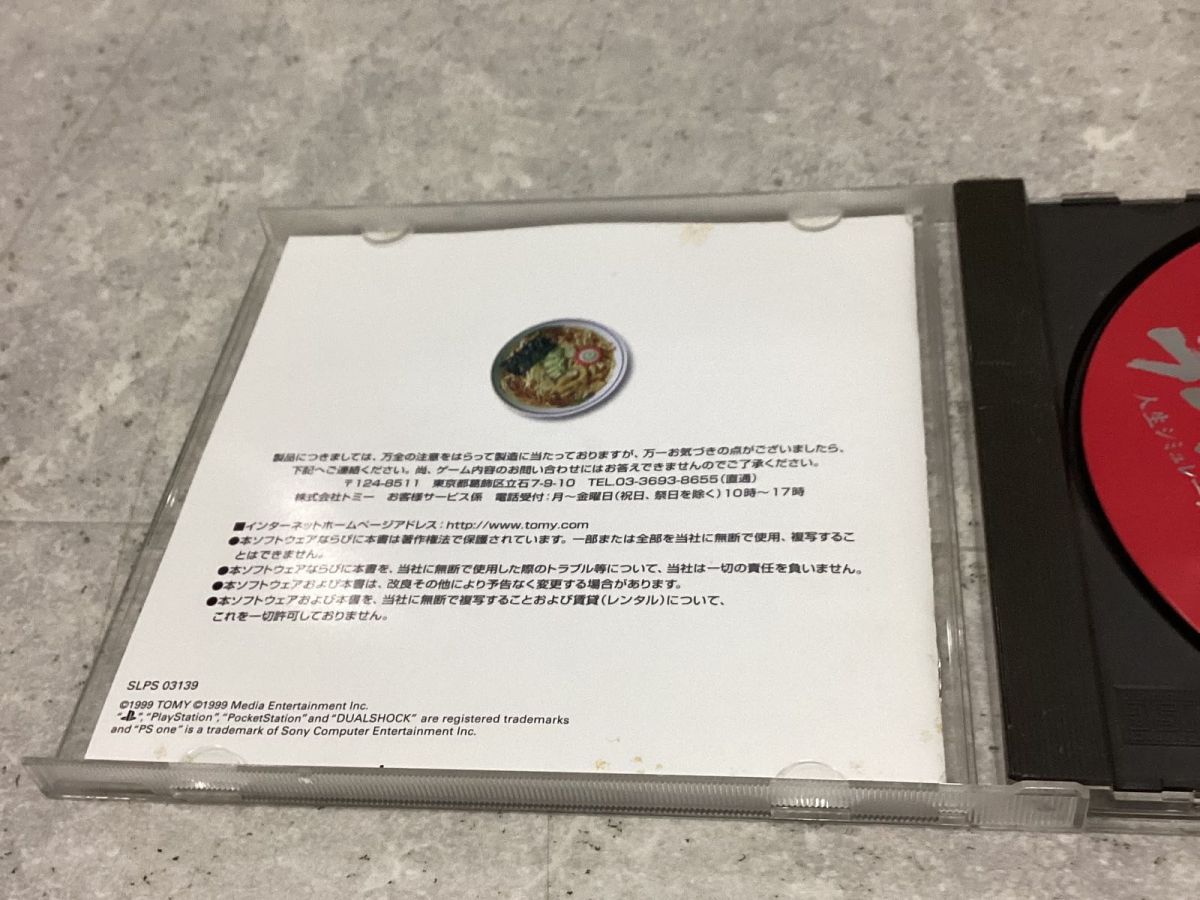 製品につきましては、万全の注意をはらって製造に当たっておりますが、万一お気づきの点がございましたら、
下記へご連絡ください。尚、ゲーム内容のお問い合わせにはお答えできませんのでご了承ください。
〒124-8511 東京都葛飾区立石7-9-10 TEL.03-3693-8655(直通)
株式会社トミー お客様サービス係 電話受付:月〜金曜日(祝日、祭日を除く)10時〜17時
■インターネットホームページアドレス:http://www.tomy.com
●本ソフトウェアならびに本書は著作権法で保護されています。一部または全部を当社に無断で使用、複写するこ
とはできません。
●本ソフトウェアならびに本書を、当社に無断で使用した際のトラブル等について、当社は一切の責任を負いません。
●本ソフトウェアおよび本書は、改良その他により予告なく変更する場合があります。
●本ソフトウェアおよび本書を、当社に無断で複写することおよび賃貸(レンタル)について、
これを一切許可しておりません。
SLPS 03139
©1999 TOMY ©1999 Media Entertainment Inc.
" ", "PlayStation", "PocketStation" and "DUALSHOCK" are registered trademarks
and "PS one" is a trademark of Sony Computer Entertainment Inc.
人生シミュレー